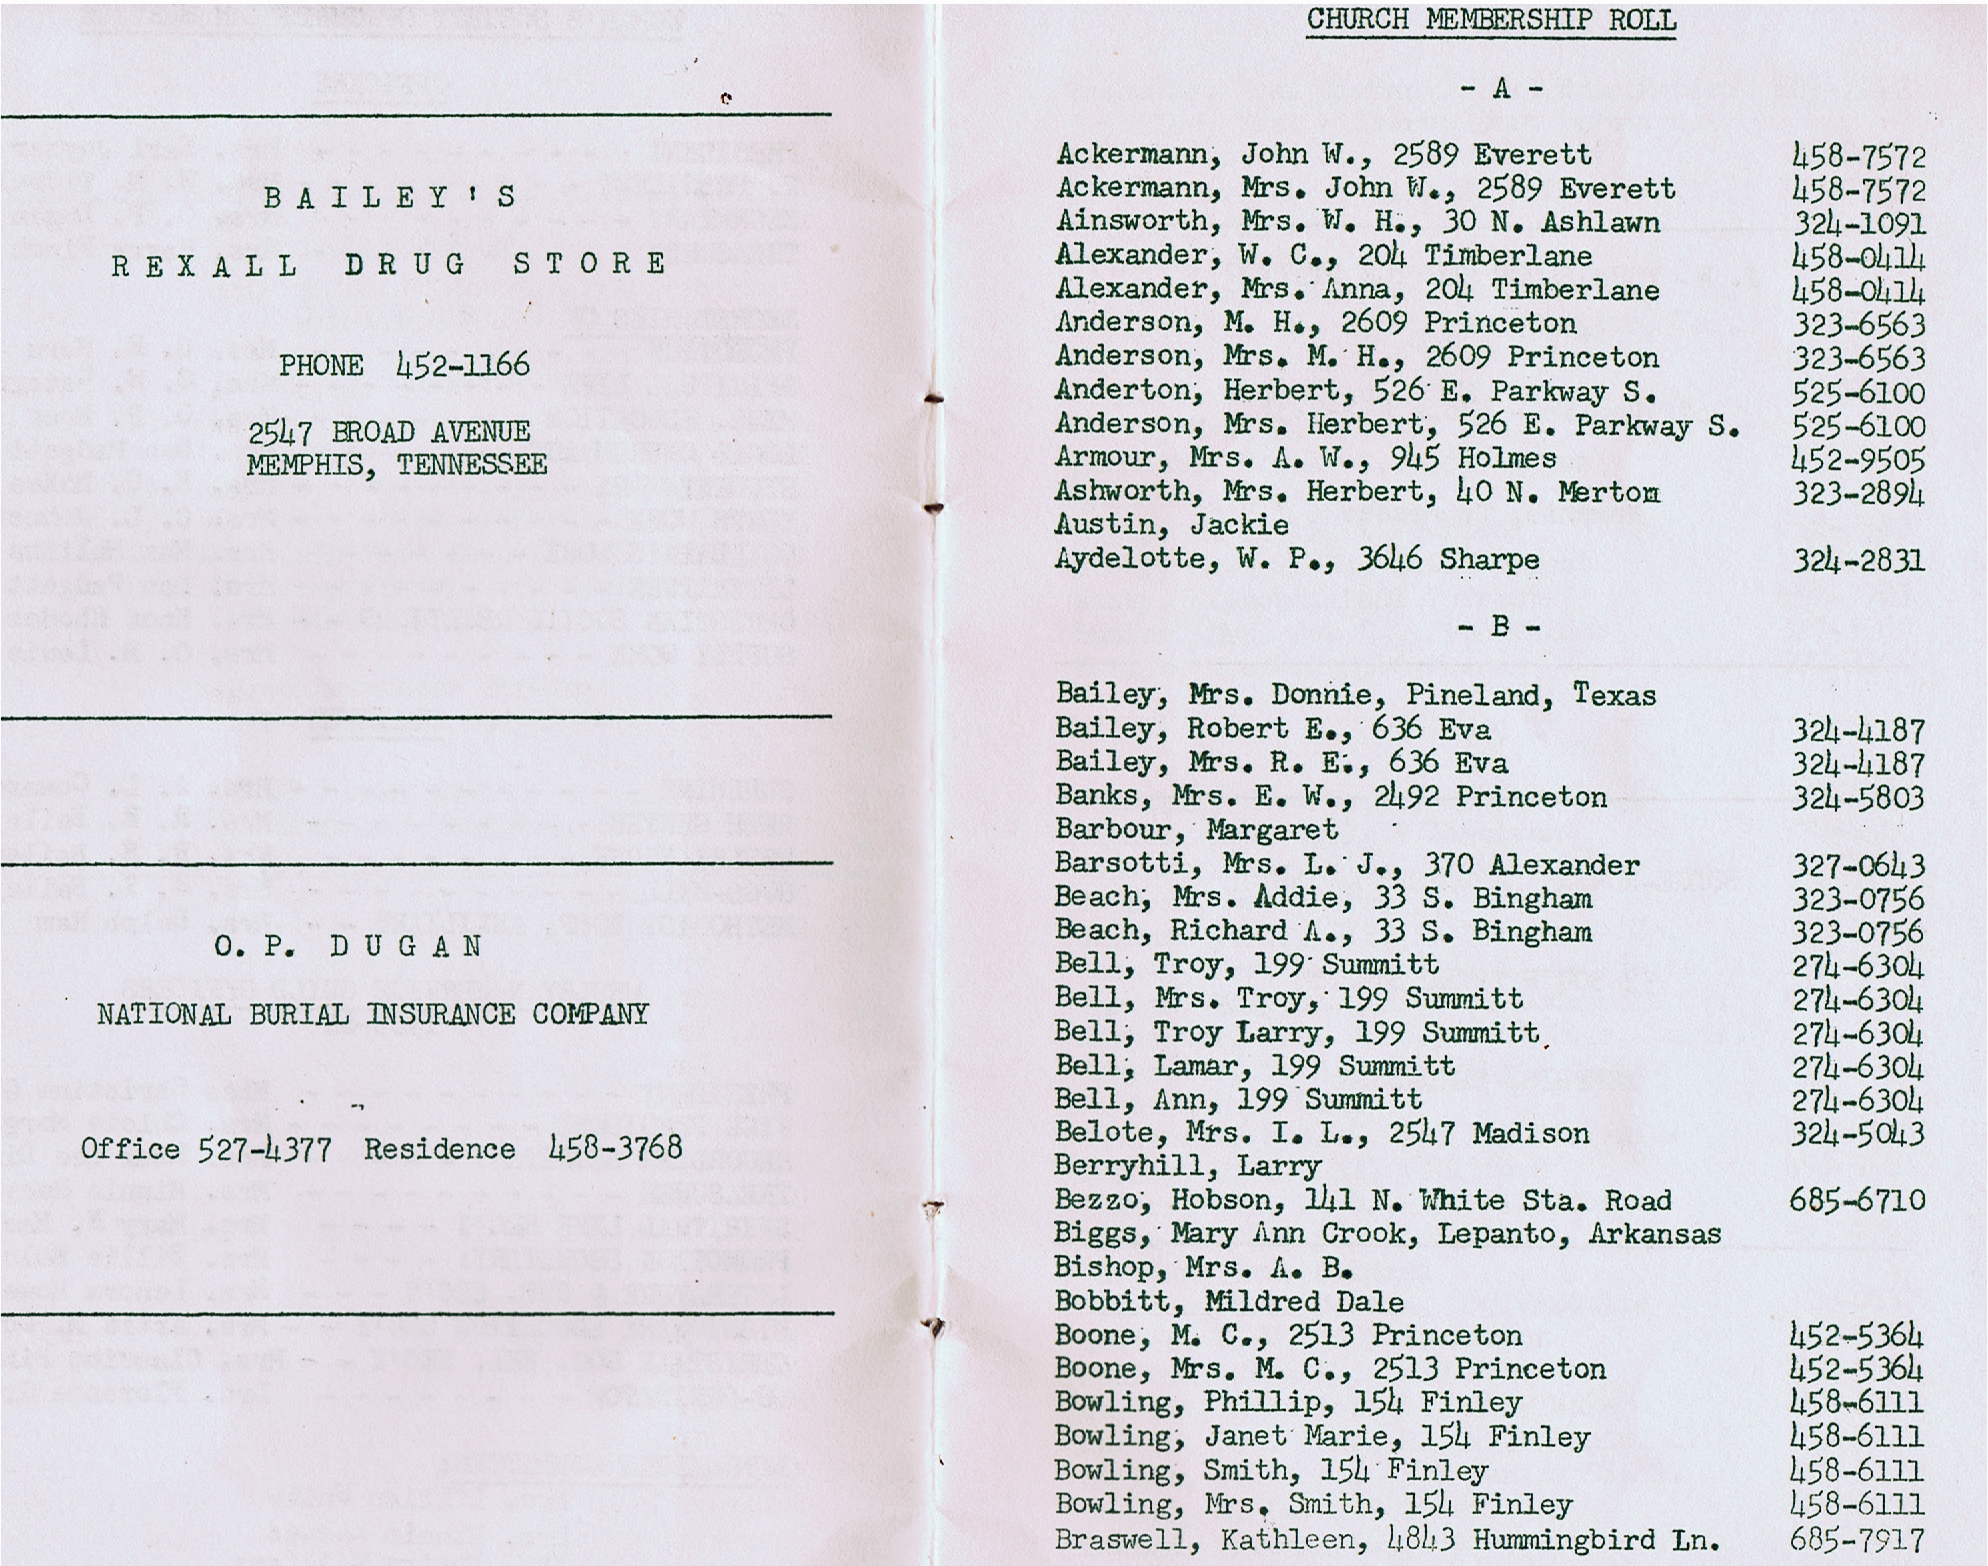 BAILEY'S
REXALL DRUG STORE
PHONE 452-1166
2547 BROAD AVENUE
MEMPHIS, TENNESSEE
O. P. DUGAN
NATIONAL BURIAL INSURANCE COMPANY
Office 527-4377 Residence 458-3768
CHURCH MEMBERSHIP ROLL
- A -
Ackermann, John W., 2589 Everett 458-7572
Ackermann, Mrs. John W., 2589 Everett 458-7572
Ainsworth, Mrs. W. H., 30 N. Ashlawn 324-1091
Alexander, W. C., 204 Timberlane 458-0414
Alexander, Mrs. Anna, 204 Timberlane 458-0414
Anderson, M. H., 2609 Princeton 323-6563
Anderson, Mrs. M. H., 2609 Princeton 323-6563
Anderton, Herbert, 526 E. Parkway S. 525-6100
Anderson, Mrs. Herbert, 526 E. Parkway S. 525-6100
Armour, Mrs. A. W., 945 Holmes 452-9505
Ashworth, Mrs. Herbert, 40 N. Merton 323-2894
Austin, Jackie
Aydelotte, W. P., 3646 Sharpe 324-2831
- B -
Bailey, Mrs. Donnie, Pineland, Texas
Bailey, Robert E., 636 Eva 324-4187
Bailey, Mrs. R. E., 636 Eva 324-4187
Banks, Mrs. E. W., 2492 Princeton 324-5803
Barbour, Margaret
Barsotti, Mrs. L. J., 370 Alexander 327-0643
Beach, Mrs. Addie, 33 S. Bingham 323-0756
Beach, Richard A., 33 S. Bingham 323-0756
Bell, Troy, 199 Summitt 274-6304
Bell, Mrs. Troy, 199 Summitt 274-6304
Bell, Troy Larry, 199 Summitt 274-6304
Bell, Lamar, 199 Summitt 274-6304
Bell, Ann, 199 Summitt 274-6304
Belote, Mrs. I. L., 2547 Madison 324-5043
Berryhill, Larry
Bezzo, Hobson, 141 N. White Sta. Road 685-6710
Biggs, Mary Ann Crook, Lepanto, Arkansas
Bishop, Mrs. A. B.
Bobbitt, Mildred Dale
Boone, M. C., 2513 Princeton 452-5364
Boone, Mrs. M. C., 2513 Princeton 452-5364
Bowling, Phillip, 154 Finley 458-6111
Bowling, Janet Marie, 154 Finley 458-6111
Bowling, Smith, 154 Finley 458-6111
Bowling, Mrs. Smith, 154 Finley 458-6111
Braswell, Kathleen, 4843 Hummingbird Ln. 685-7917